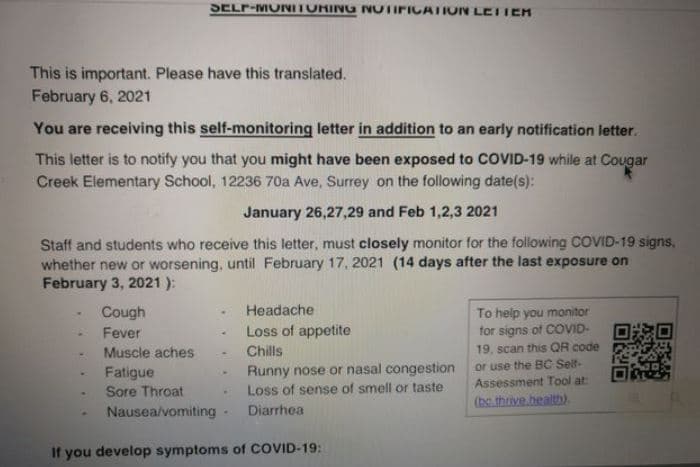 SELF-MONITORING NOTIFICATION LETTER
This is important. Please have this translated.
February 6, 2021
You are receiving this self-monitoring letter in addition to an early notification letter.
This letter is to notify you that you might have been exposed to COVID-19 while at Cougar
Creek Elementary School, 12236 70a Ave, Surrey on the following date(s):
January 26,27,29 and Feb 1,2,3 2021
Staff and students who receive this letter, must closely monitor for the following COVID-19 signs,
whether new or worsening, until February 17, 2021 (14 days after the last exposure on
February 3, 2021 ):
- Cough
- Fever
- Muscle aches
- Fatigue
- Sore Throat
- Nausea/vomiting
- Headache
- Loss of appetite
- Chills
- Runny nose or nasal congestion
- Loss of sense of smell or taste
- Diarrhea
To help you monitor
for signs of COVID-
19, scan this QR code
or use the BC Self-
Assessment Tool at:
(bc.thrive.health).
If you develop symptoms of COVID-19: